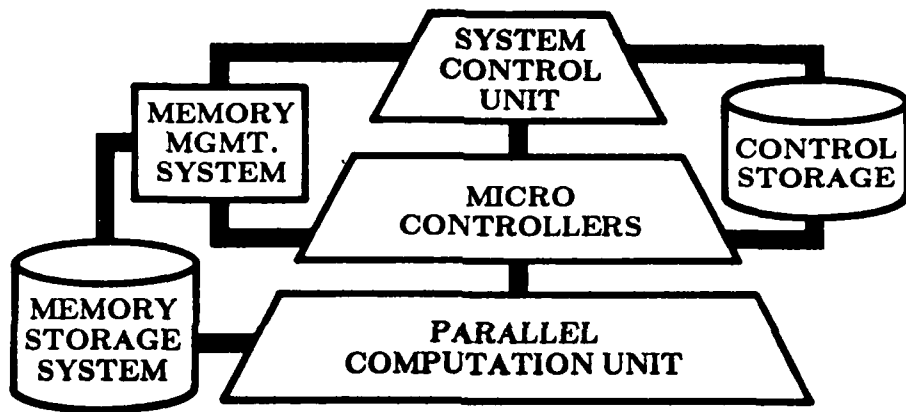 SYSTEM
CONTROL
UNIT
MEMORY
MGMT.
SYSTEM
CONTROL
STORAGE
MICRO
CONTROLLERS
MEMORY
STORAGE
SYSTEM
PARALLEL
COMPUTATION UNIT